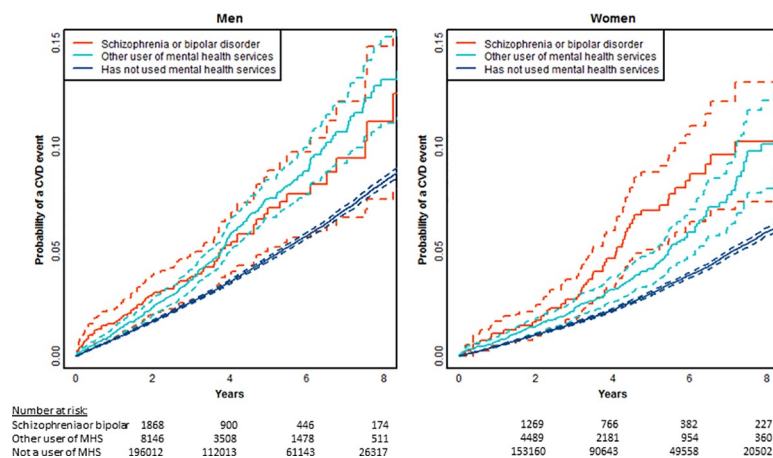 Men
Women
0.15
Schizophrenia or bipolar disorder
Other user of mental health services
Has not used mental health services
0.10
0.05
0.00
Probability of a CVD event
0 2 4 6 8
Years
0.15
Schizophrenia or bipolar disorder
Other user of mental health services
Has not used mental health services
0.10
0.05
0.00
Probability of a CVD event
0 2 4 6 8
Years
Number at risk:
Schizophrenia or bipolar 1868 900 446 174 1269 766 382 227
Other user of MHS 8146 3508 1478 511 4489 2181 954 360
Not a user of MHS 196012 112013 61143 26317 153160 90643 49558 20502